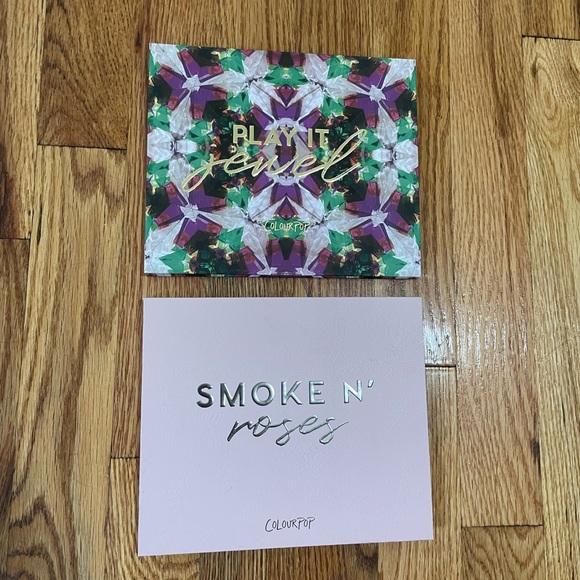 PLAY IT
jewel
COLOURPOP
SMOKE N'
roses
COLOURPOP